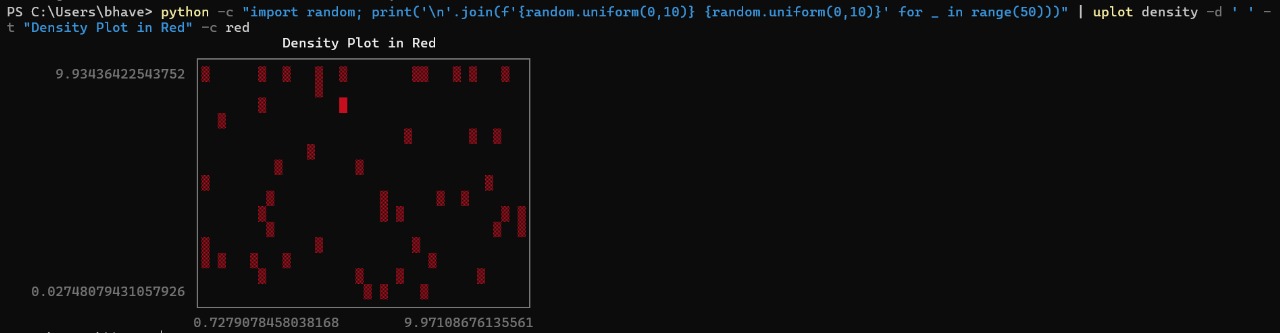 PS C:\Users\bhave> python -c "import random; print('\n'.join(f'{random.uniform(0,10)} {random.uniform(0,10)}' for _ in range(50)))" | uplot density -d ' ' -
t "Density Plot in Red" -c red
Density Plot in Red
9.93436422543752
0.02748079431057926
0.7279078458038168 9.97108676135561